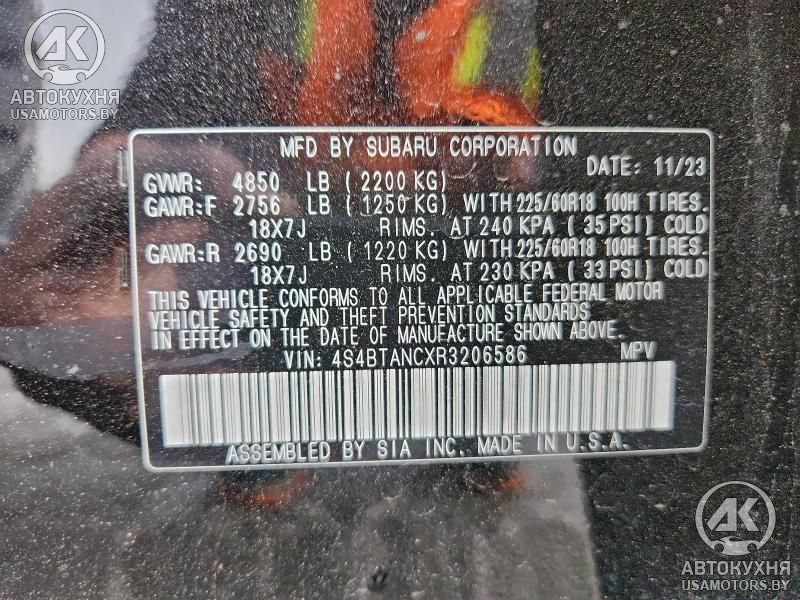 AK
АВТОКУХНЯ
USAMOTORS.BY
MFD BY SUBARU CORPORATION
DATE: 11/23
GVWR: 4850 LB (2200 KG)
GAWR:F 2756 LB (1250 KG) WITH 225/60R18 100H TIRES.
18X7J RIMS. AT 240 KPA (35 PSI) COLD
GAWR:R 2690 LB (1220 KG) WITH 225/60R18 100H TIRES.
18X7J RIMS. AT 230 KPA (33 PSI) COLD
THIS VEHICLE CONFORMS TO ALL APPLICABLE FEDERAL MOTOR
VEHICLE SAFETY AND THEFT PREVENTION STANDARDS
IN EFFECT ON THE DATE OF MANUFACTURE SHOWN ABOVE.
VIN: 4S4BTANCXR3206586 MPV
ASSEMBLED BY SIA INC. MADE IN U.S.A.
AK
АВТОКУХНЯ
USAMOTORS.BY